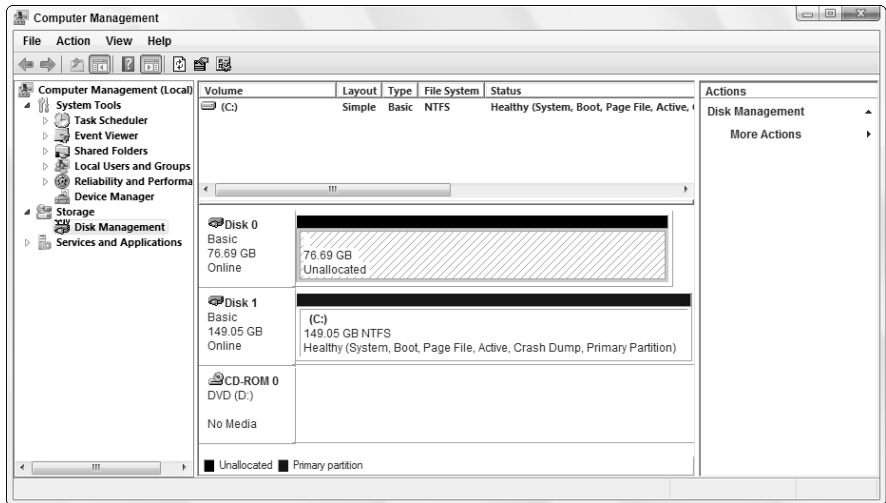 Computer Management
File Action View Help
Computer Management (Local)
System Tools
Task Scheduler
Event Viewer
Shared Folders
Local Users and Groups
Reliability and Performa
Device Manager
Storage
Disk Management
Services and Applications
Volume Layout Type File System Status
(C:) Simple Basic NTFS Healthy (System, Boot, Page File, Active,
Disk 0
Basic
76.69 GB
Online
76.69 GB
Unallocated
Disk 1
Basic
149.05 GB
Online
(C:)
149.05 GB NTFS
Healthy (System, Boot, Page File, Active, Crash Dump, Primary Partition)
CD-ROM 0
DVD (D:)
No Media
Unallocated Primary partition
Actions
Disk Management
More Actions